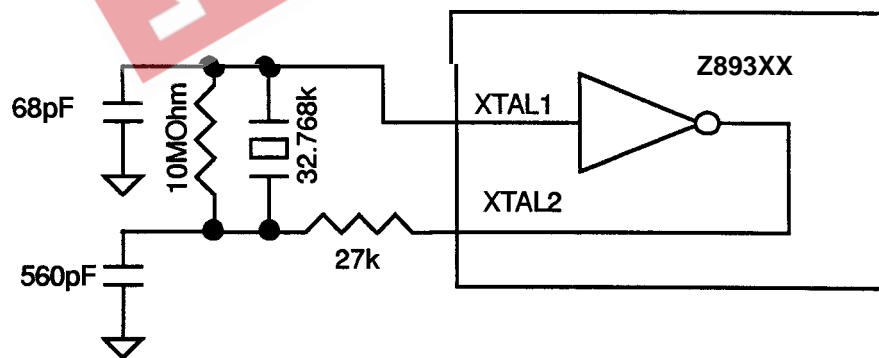 Z893XX
68pF
10MOhm
32.768k
XTAL1
XTAL2
27k
560pF